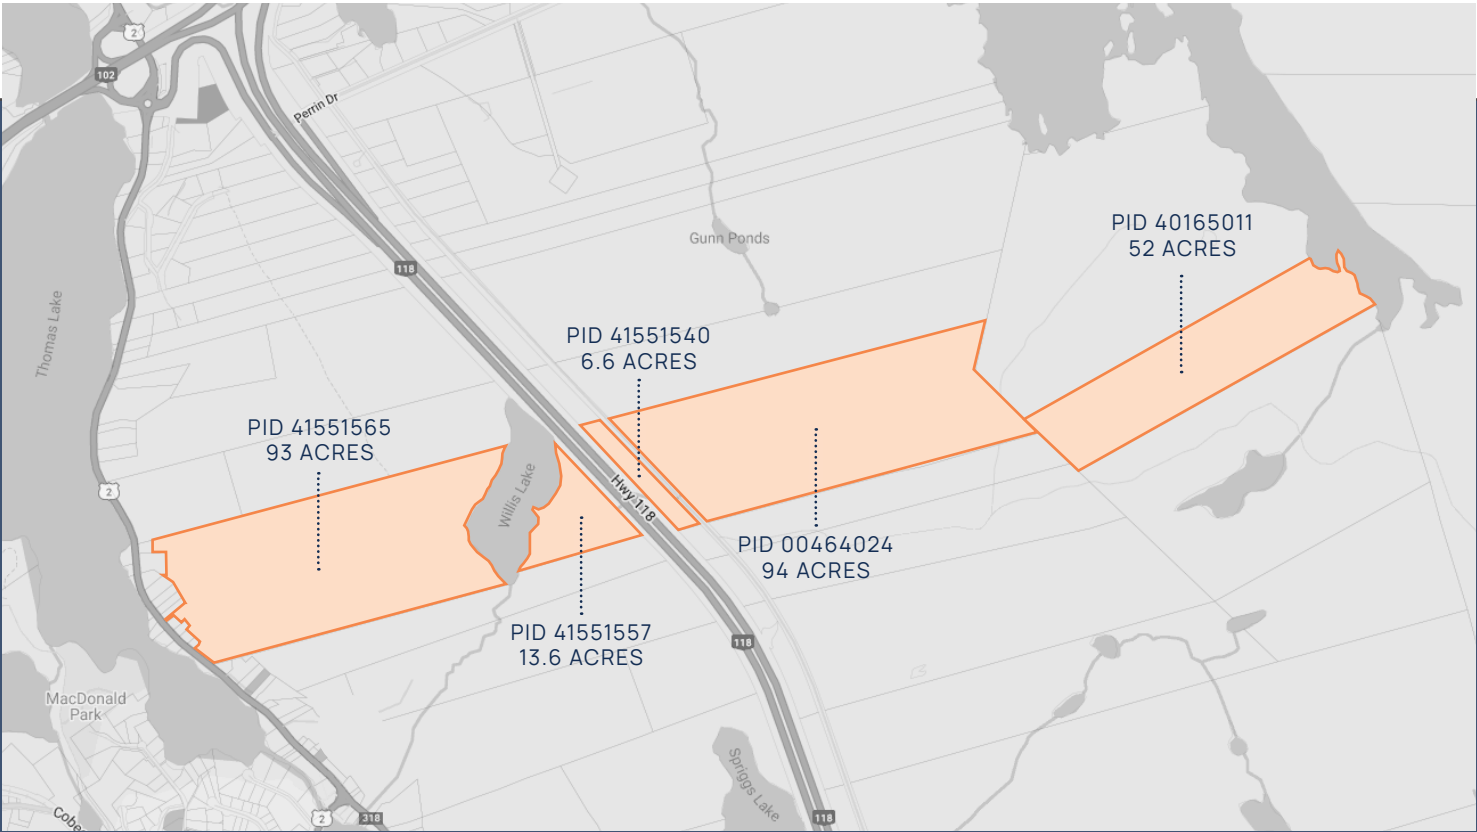 2
102
Perrin Dr
PID 40165011
52 ACRES
Gunn Ponds
118
Thomas Lake
PID 41551540
6.6 ACRES
PID 41551565
93 ACRES
Willis Lake
Hwy 118
2
PID 00464024
94 ACRES
PID 41551557
13.6 ACRES
118
MacDonald
Park
Spriggs Lake
Cobe
2
318
118